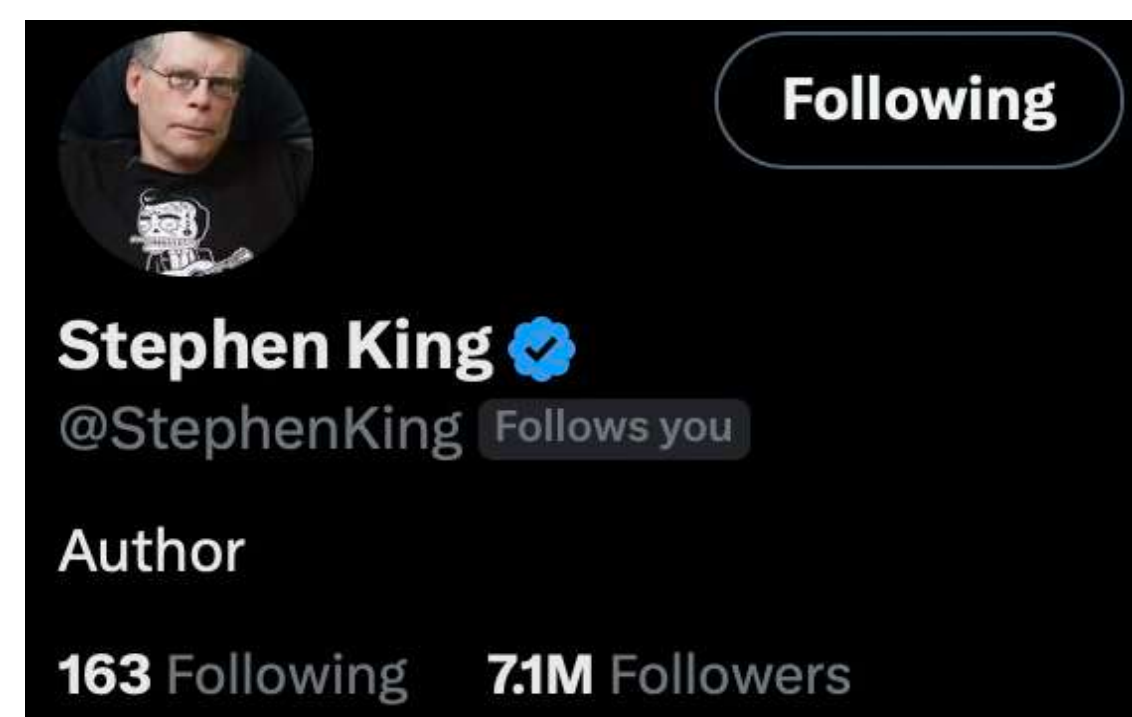 Following
Stephen King
@StephenKing Follows you
Author
163 Following 7.1M Followers